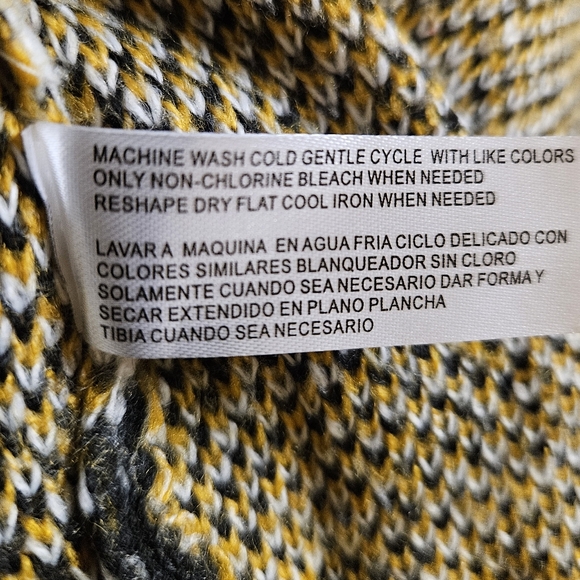 MACHINE WASH COLD GENTLE CYCLE WITH LIKE COLORS
ONLY NON-CHLORINE BLEACH WHEN NEEDED
RESHAPE DRY FLAT COOL IRON WHEN NEEDED
LAVAR A MAQUINA EN AGUA FRIA CICLO DELICADO CON
COLORES SIMILARES BLANQUEADOR SIN CLORO
SOLAMENTE CUANDO SEA NECESARIO DAR FORMA Y
SECAR EXTENDIDO EN PLANO PLANCHA
TIBIA CUANDO SEA NECESARIO